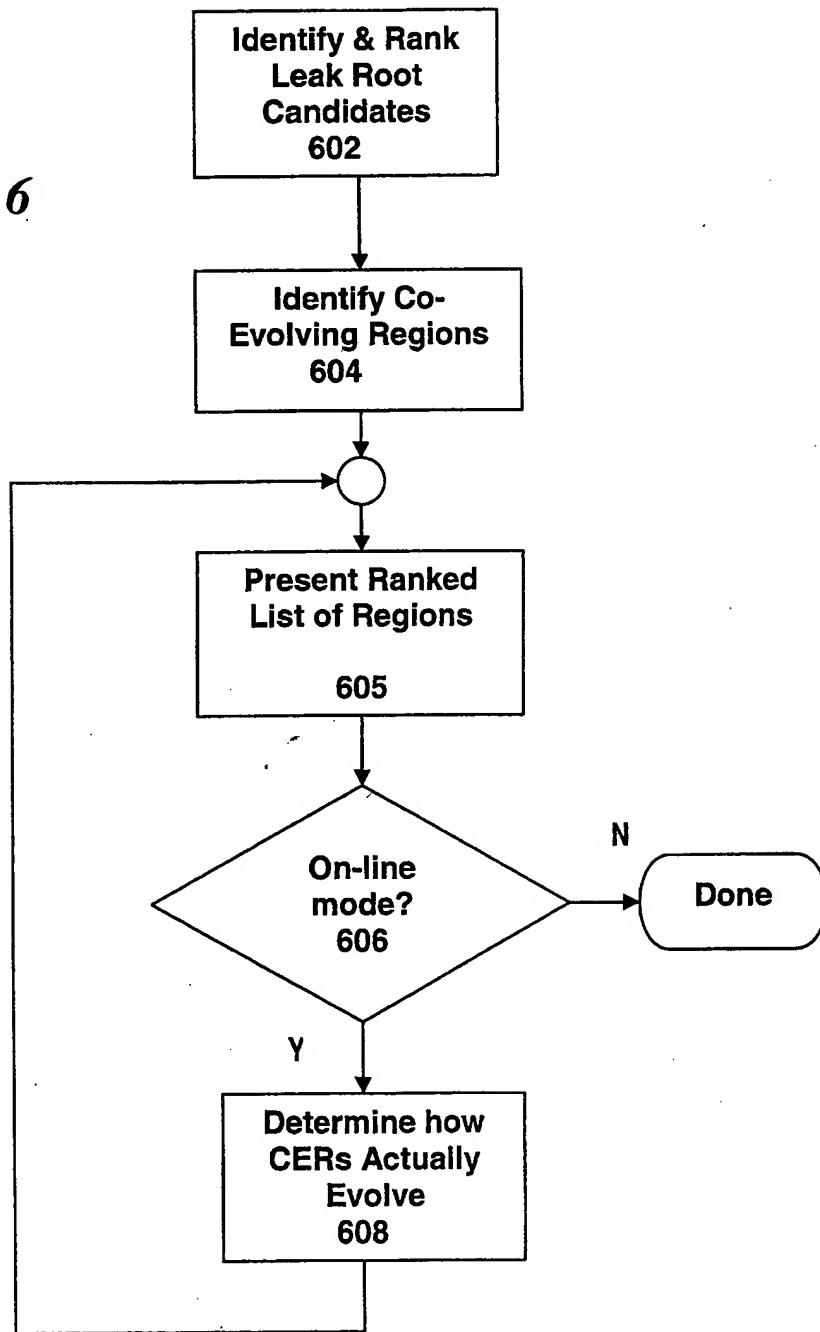 Identify & Rank
Leak Root
Candidates
602
6
Identify Co-
Evolving Regions
604
Present Ranked
List of Regions
605
On-line
mode?
606
N
Done
Y
Determine how
CERs Actually
Evolve
608